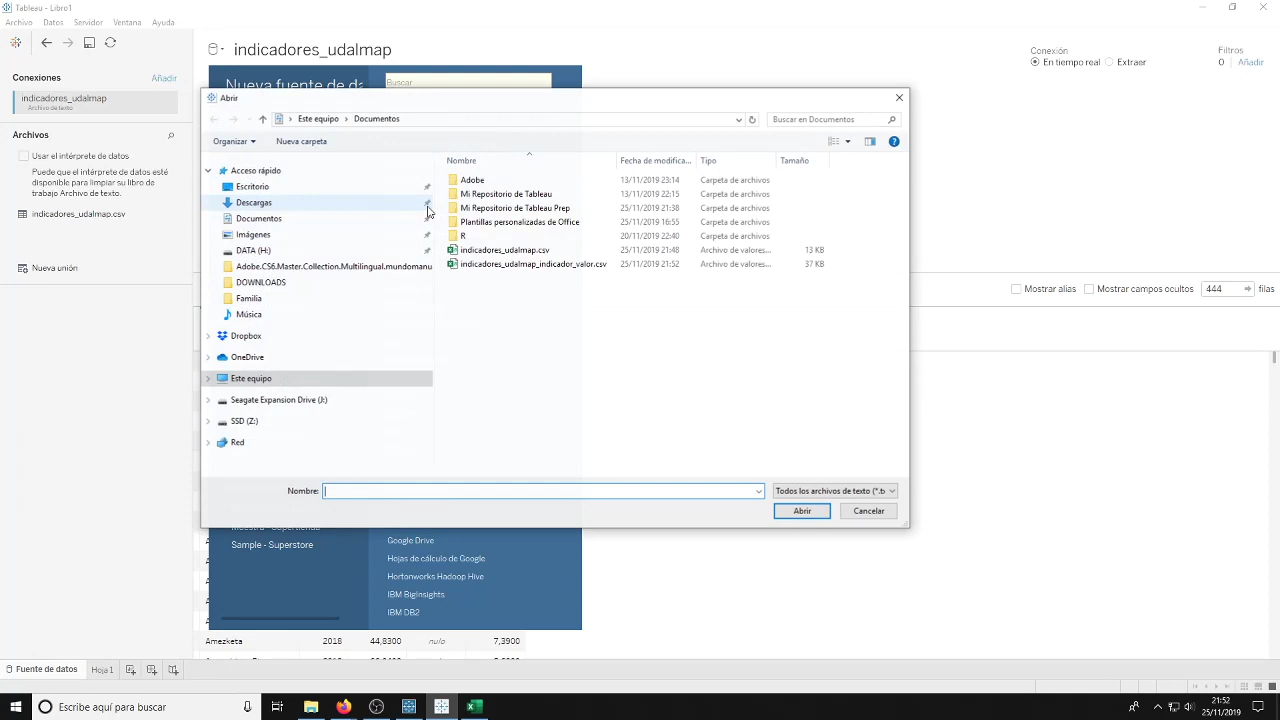 Tableau - Libro1
Archivo Datos Servidor Ventana Ayuda
indicadores_udalmap
Conexiones Añadir
indicadores_udalmap
Archivo de texto
Archivos
Usar el intérprete de datos
Puede que el intérprete de datos esté
disponible para limpiar su libro de
trabajo Archivo de texto.
indicadores_udalmap.csv
Nueva unión
Conexión
En tiempo real Extraer
Filtros
0 Añadir
Nueva fuente de da
Buscar
Abrir
Este equipo Documentos
Buscar en Documentos
Organizar Nueva carpeta
Acceso rápido
Escritorio
Descargas
Documentos
Imágenes
DATA (H:)
Adobe.CS6.Master.Collection.Multilingual.mundomanu
DOWNLOADS
Familia
Música
Dropbox
OneDrive
Este equipo
Seagate Expansion Drive (J:)
SSD (Z:)
Red
Nombre Fecha de modifica... Tipo Tamaño
Adobe 13/11/2019 23:14 Carpeta de archivos
Mi Repositorio de Tableau 13/11/2019 22:15 Carpeta de archivos
Mi Repositorio de Tableau Prep 25/11/2019 21:38 Carpeta de archivos
Plantillas personalizadas de Office 25/11/2019 16:55 Carpeta de archivos
R 20/11/2019 22:40 Carpeta de archivos
indicadores_udalmap.csv 25/11/2019 21:48 Archivo de valores... 13 KB
indicadores_udalmap_indicador_valor.csv 25/11/2019 21:52 Archivo de valores... 37 KB
Nombre: Todos los archivos de texto (*.t
Abrir Cancelar
Mostrar alias Mostrar campos ocultos 444 filas
Sample - Superstore
Google Drive
Hojas de cálculo de Google
Hortonworks Hadoop Hive
IBM BigInsights
IBM DB2
Amezketa 2018 44,8300 nulo 7,3900
Fuente de datos Hoja 1
Escribe aquí para buscar
21:52
25/11/2019